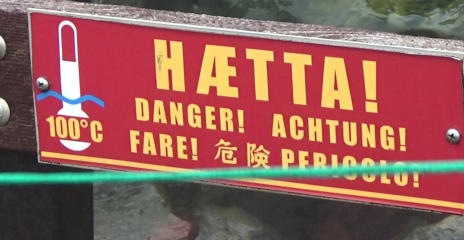 HÆTTA!
100°C
DANGER! ACHTUNG!
FARE! 危険 PERICOLO!